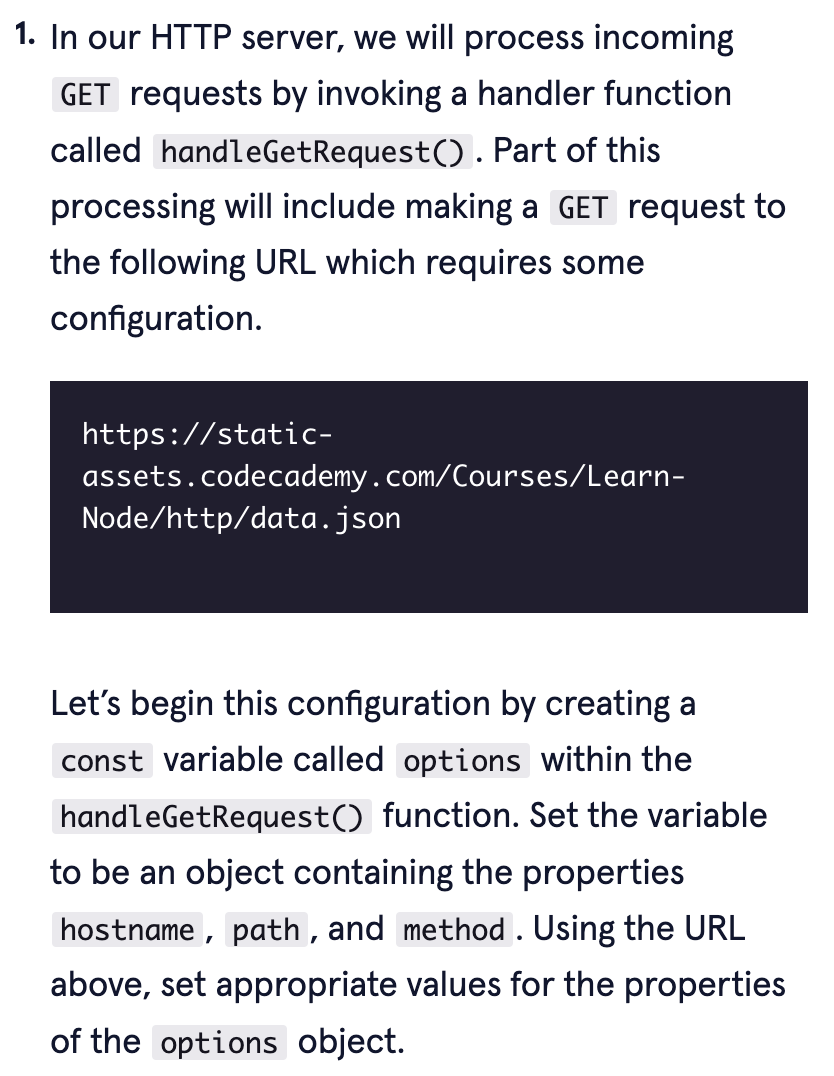 1. In our HTTP server, we will process incoming
GET requests by invoking a handler function
called handleGetRequest(). Part of this
processing will include making a GET request to
the following URL which requires some
configuration.
https://static-
assets.codecademy.com/Courses/Learn-
Node/http/data.json
Let’s begin this configuration by creating a
const variable called options within the
handleGetRequest() function. Set the variable
to be an object containing the properties
hostname, path, and method. Using the URL
above, set appropriate values for the properties
of the options object.